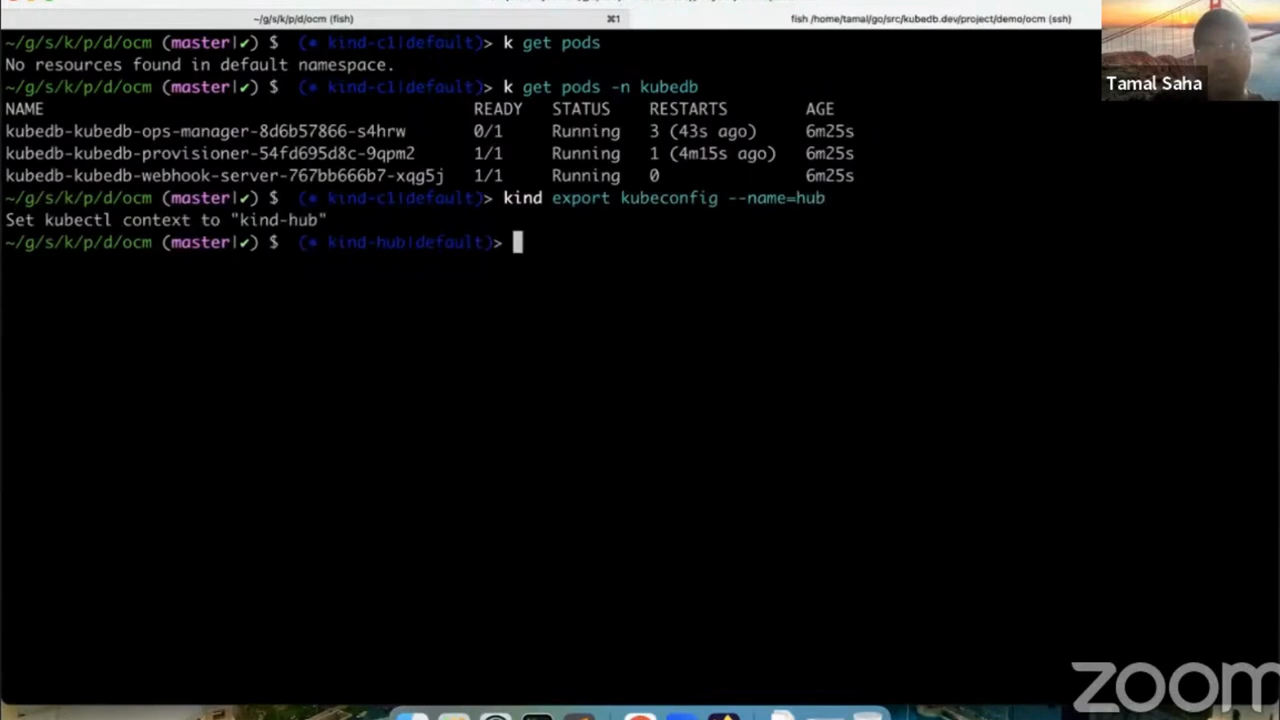 ~/g/s/k/p/d/ocm (fish)
⌘1
fish /home/tamal/go/src/kubedb.dev/project/demo/ocm (ssh)
~/g/s/k/p/d/ocm (master|✔) $ (* kind-c1|default)> k get pods
No resources found in default namespace.
~/g/s/k/p/d/ocm (master|✔) $ (* kind-c1|default)> k get pods -n kubedb
NAME READY STATUS RESTARTS AGE
kubedb-kubedb-ops-manager-8d6b57866-s4hrw 0/1 Running 3 (43s ago) 6m25s
kubedb-kubedb-provisioner-54fd695d8c-9qpm2 1/1 Running 1 (4m15s ago) 6m25s
kubedb-kubedb-webhook-server-767bb666b7-xqg5j 1/1 Running 0 6m25s
~/g/s/k/p/d/ocm (master|✔) $ (* kind-c1|default)> kind export kubeconfig --name=hub
Set kubectl context to "kind-hub"
~/g/s/k/p/d/ocm (master|✔) $ (* kind-hub|default)>
Tamal Saha
zoom